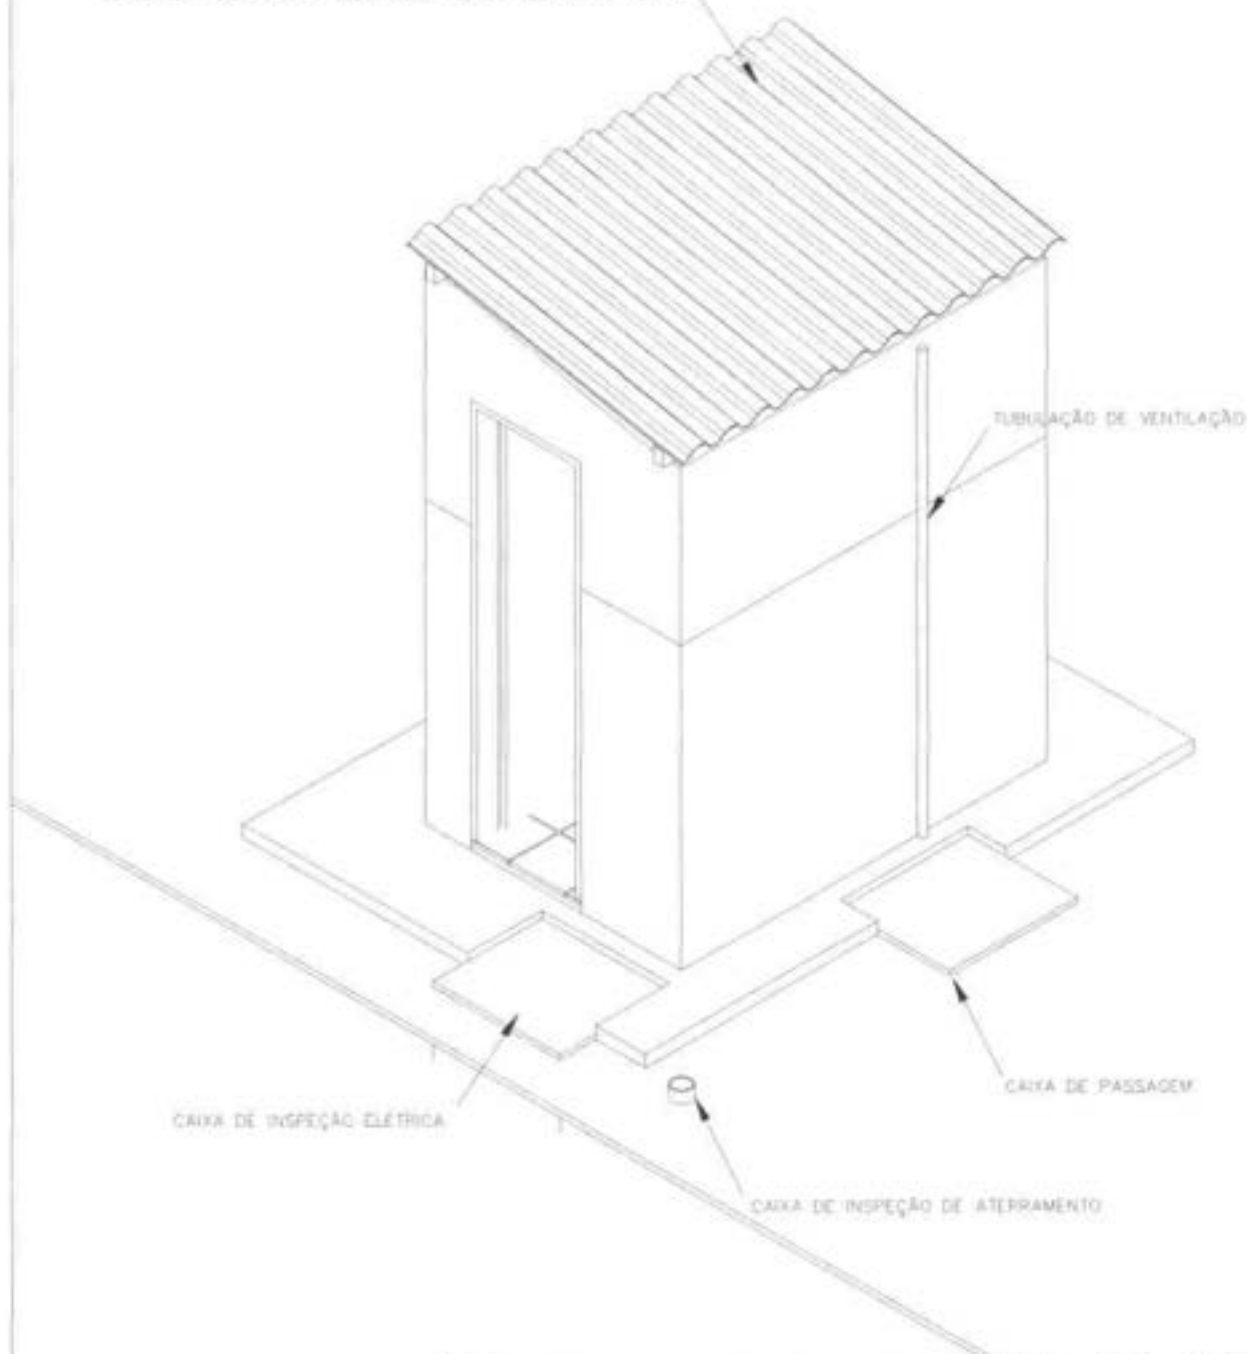 TUBULAÇÃO DE VENTILAÇÃO
CAIXA DE PASSAGEM
CAIXA DE INSPEÇÃO ELÉTRICA
CAIXA DE INSPEÇÃO DE ATERRAMENTO